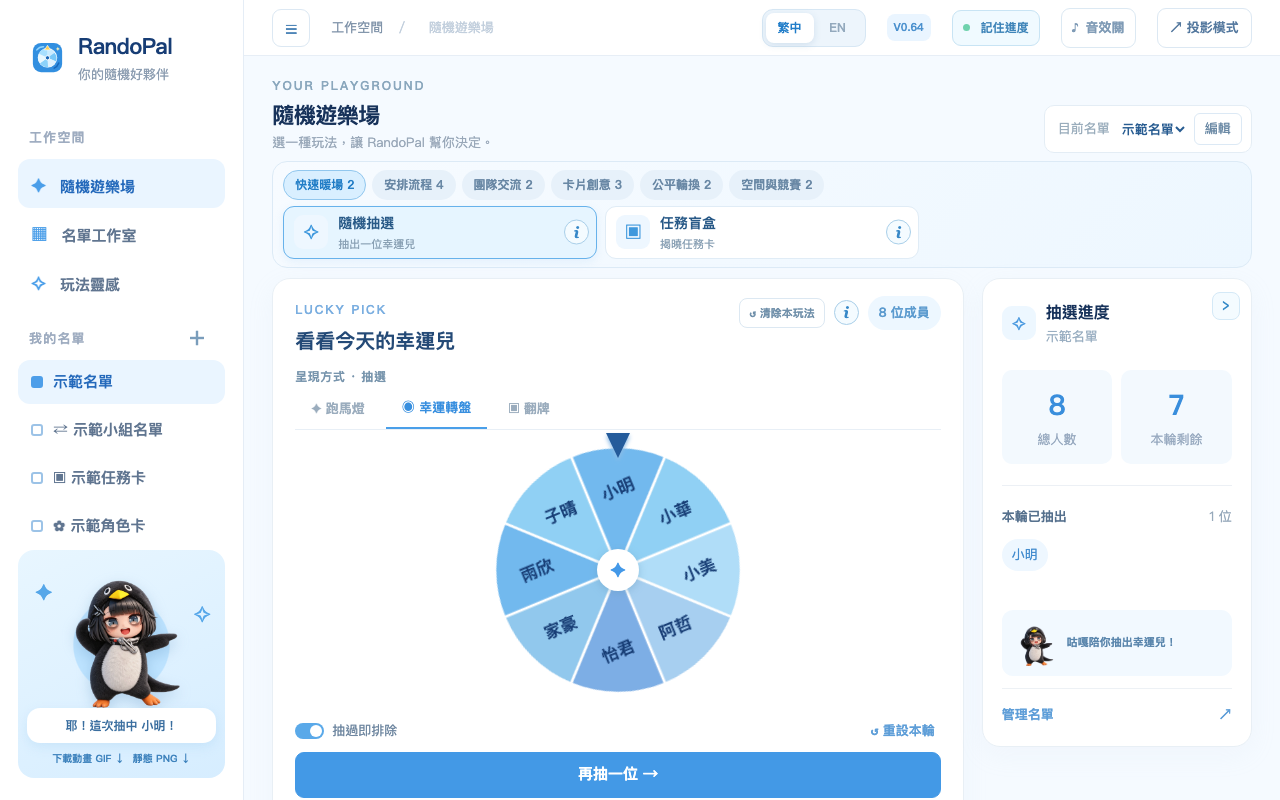 RandoPal
你的隨機好夥伴
工作空間
隨機遊樂場
名單工作室
玩法靈感
我的名單
示範名單
示範小組名單
示範任務卡
示範角色卡
耶！這次抽中 小明！
下載動畫 GIF ↓ 靜態 PNG ↓
工作空間 / 隨機遊樂場
繁中 EN
V0.64
記住進度
♪ 音效關
↗ 投影模式
YOUR PLAYGROUND
隨機遊樂場
選一種玩法，讓 RandoPal 幫你決定。
目前名單 示範名單 編輯
快速暖場 2 安排流程 4 團隊交流 2 卡片創意 3 公平輪換 2 空間與競賽 2
隨機抽選
抽出一位幸運兒
i
任務盲盒
揭曉任務卡
i
LUCKY PICK
看看今天的幸運兒
↺ 清除本玩法
i
8 位成員
呈現方式 · 抽選
跑馬燈 幸運轉盤 翻牌
小明
小華
小美
阿哲
怡君
家豪
雨欣
子晴
抽過即排除
↺ 重設本輪
再抽一位 →
抽選進度
示範名單
8
總人數
7
本輪剩餘
本輪已抽出 1 位
小明
咕嘎陪你抽出幸運兒！
管理名單 ↗